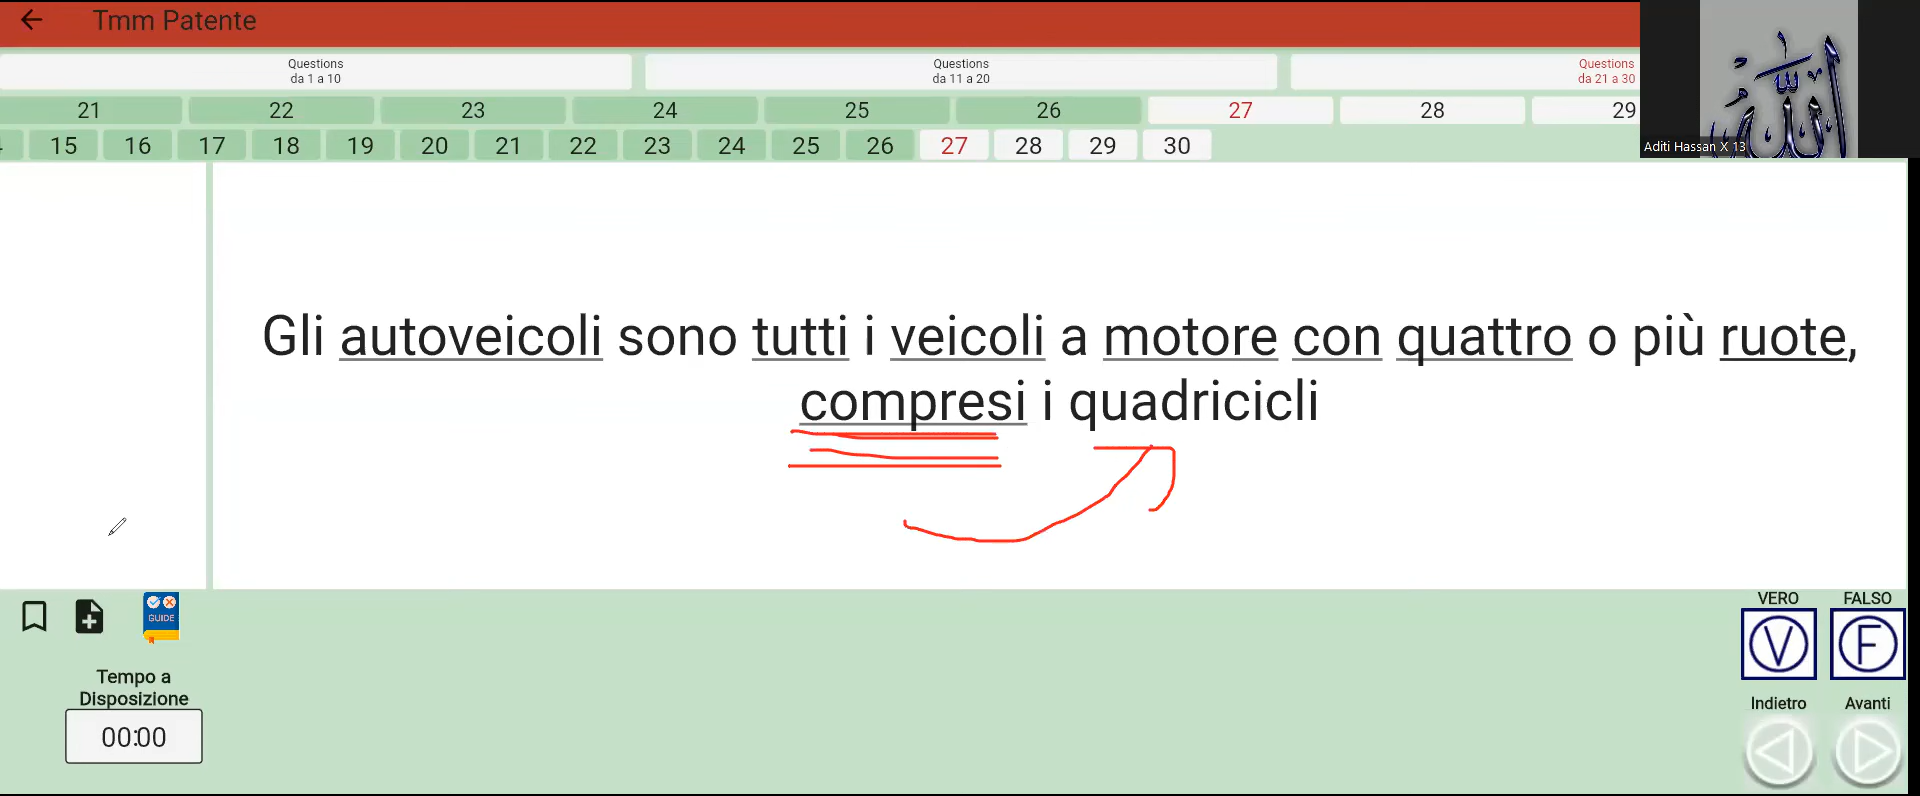 Tmm Patente
Questions
da 1 a 10
Questions
da 11 a 20
Questions
da 21 a 30
21 22 23 24 25 26 27 28 29
15 16 17 18 19 20 21 22 23 24 25 26 27 28 29 30
الله
Aditi Hassan X 13
Gli autoveicoli sono tutti i veicoli a motore con quattro o più ruote,
compresi i quadricicli
GUIDE
Tempo a
Disposizione
00:00
VERO FALSO
V F
Indietro Avanti